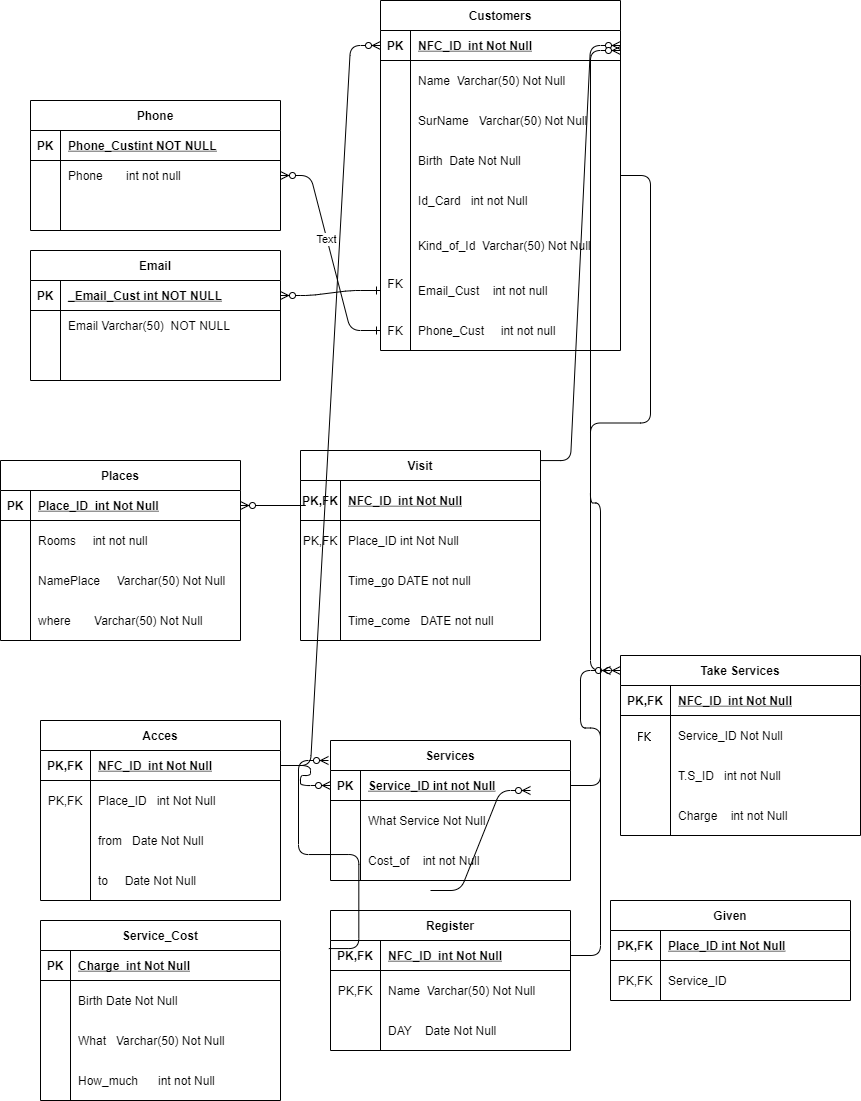 Customers
PK NFC_ID int Not Null
Name Varchar(50) Not Null
SurName Varchar(50) Not Null
Birth Date Not Null
Id_Card int not Null
Kind_of_Id Varchar(50) Not Null
FK Email_Cust int not null
FK Phone_Cust int not null
Phone
PK Phone_Custint NOT NULL
Phone int not null
Text
Email
PK _Email_Cust int NOT NULL
Email Varchar(50) NOT NULL
Places
PK Place_ID int Not Null
Rooms int not null
NamePlace Varchar(50) Not Null
where Varchar(50) Not Null
Visit
PK,FK NFC_ID int Not Null
PK,FK Place_ID int Not Null
Time_go DATE not null
Time_come DATE not null
Take Services
PK,FK NFC_ID int Not Null
FK Service_ID Not Null
T.S_ID int not Null
Charge int not Null
Acces
PK,FK NFC_ID int Not Null
PK,FK Place_ID int Not Null
from Date Not Null
to Date Not Null
Services
PK Service_ID int not Null
What Service Not Null
Cost_of int not Null
Service_Cost
PK Charge int Not Null
Birth Date Not Null
What Varchar(50) Not Null
How_much int not Null
Register
PK,FK NFC_ID int Not Null
PK,FK Name Varchar(50) Not Null
DAY Date Not Null
Given
PK,FK Place_ID int Not Null
PK,FK Service_ID